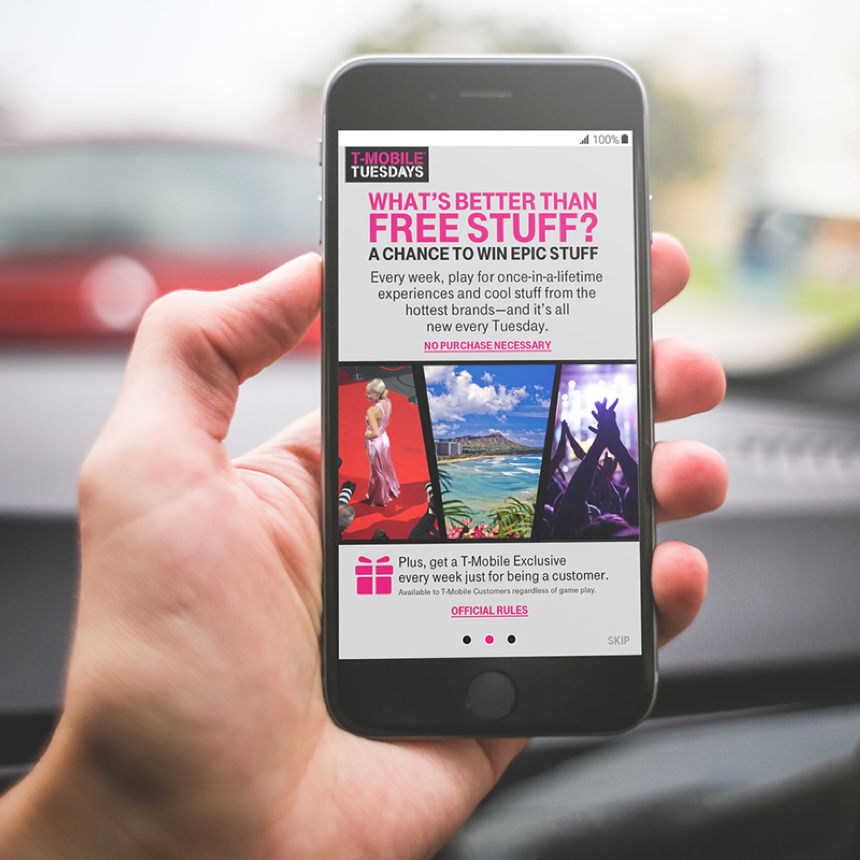 100%
T-MOBILE
TUESDAYS
WHAT'S BETTER THAN
FREE STUFF?
A CHANCE TO WIN EPIC STUFF
Every week, play for once-in-a-lifetime
experiences and cool stuff from the
hottest brands—and it's all
new every Tuesday.
NO PURCHASE NECESSARY
Plus, get a T-Mobile Exclusive
every week just for being a customer.
Available to T-Mobile Customers regardless of game play.
OFFICIAL RULES
SKIP